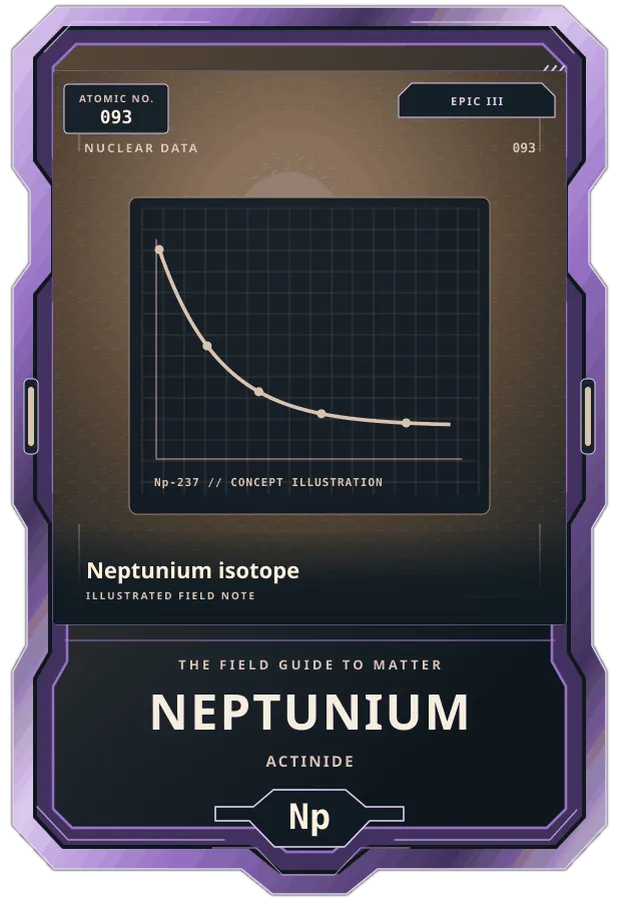 ATOMIC NO.
093
EPIC III
NUCLEAR DATA
093
Np-237 // CONCEPT ILLUSTRATION
Neptunium isotope
ILLUSTRATED FIELD NOTE
THE FIELD GUIDE TO MATTER
NEPTUNIUM
ACTINIDE
Np